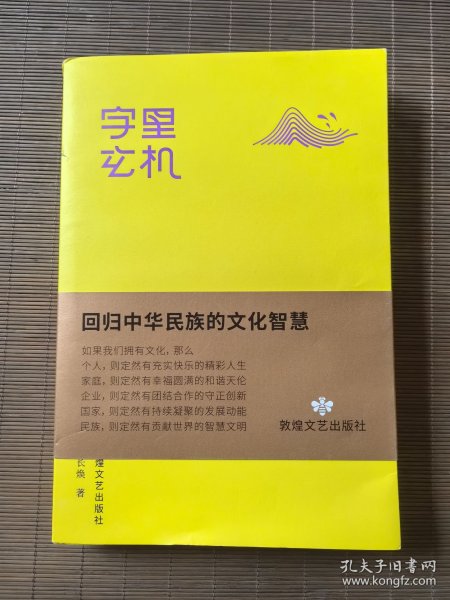 字里
玄机
回归中华民族的文化智慧
如果我们拥有文化，那么
个人，则定然有充实快乐的精彩人生
家庭，则定然有幸福圆满的和谐天伦
企业，则定然有团结合作的守正创新
国家，则定然有持续凝聚的发展动能
民族，则定然有贡献世界的智慧文明
敦煌文艺出版社
煌文艺出版社
长焕 著
孔夫子旧书网
www.kongfz.com